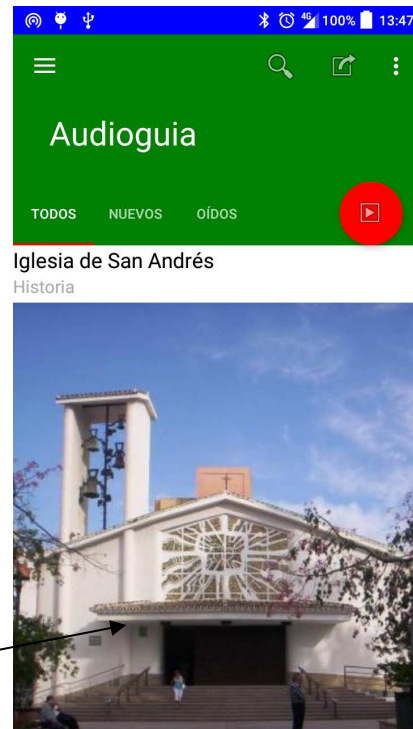 4G 100% 13:47
Audioguia
TODOS NUEVOS OÍDOS
Iglesia de San Andrés
Historia